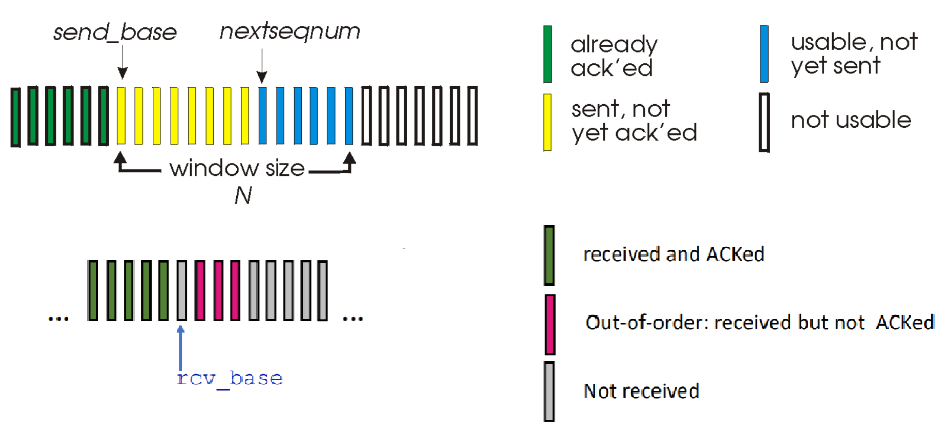 send_base
nextseqnum
window size
N
already
ack'ed
usable, not
yet sent
sent, not
yet ack'ed
not usable
...
...
rcv_base
received and ACKed
Out-of-order: received but not ACKed
Not received